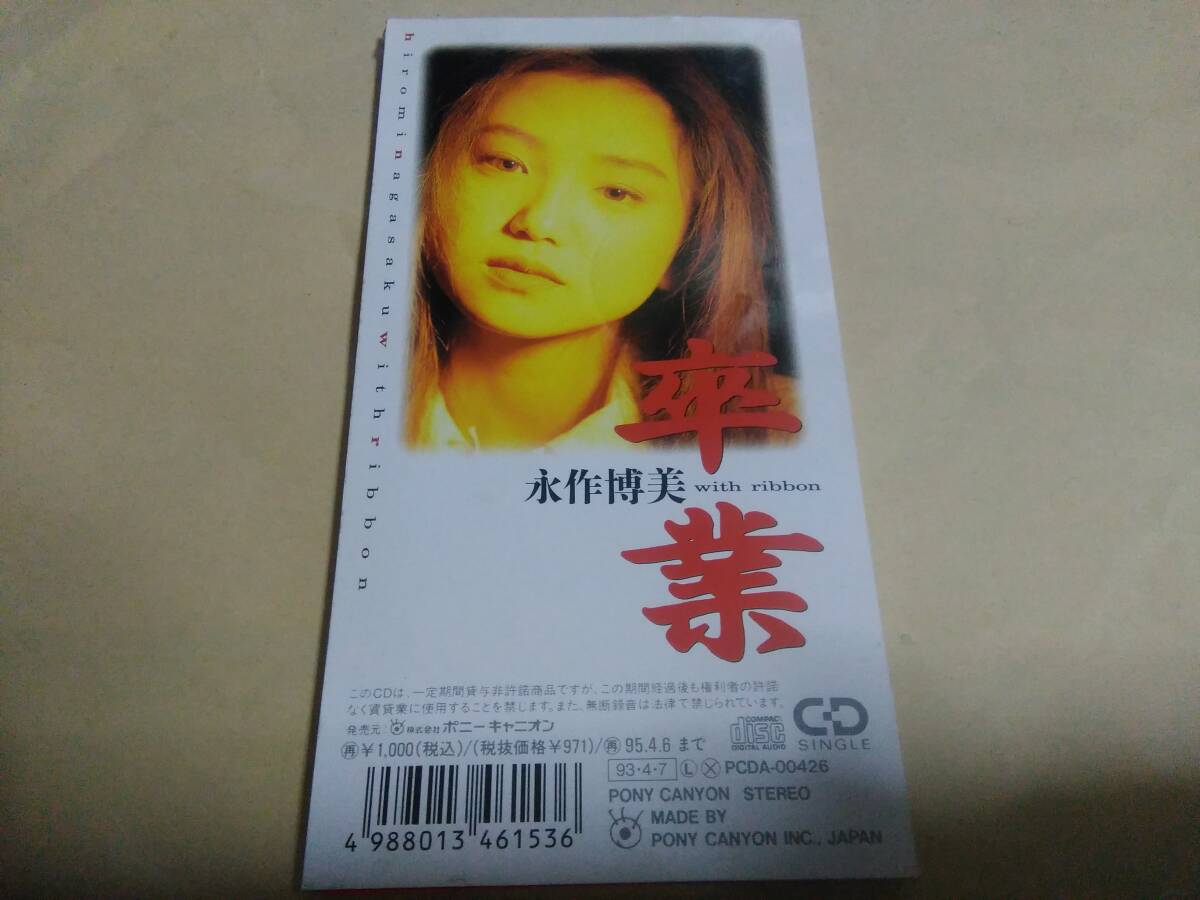 hirominagasakuwithribbon
卒業
永作博美 with ribbon
このCDは、一定期間貸与非許諾商品ですが、この期間経過後も権利者の許諾
なく賃貸業に使用することを禁じます。また、無断録音は法律で禁じられています。
発売元:株式会社ポニーキャニオン
COMPACT
disc
DIGITAL AUDIO
CD
SINGLE
再¥1,000(税込)/(税抜価格¥971)/再95.4.6まで
93・4・7 Ⓛ Ⓧ PCDA-00426
PONY CANYON STEREO
MADE BY
PONY CANYON INC., JAPAN
4 988013 461536